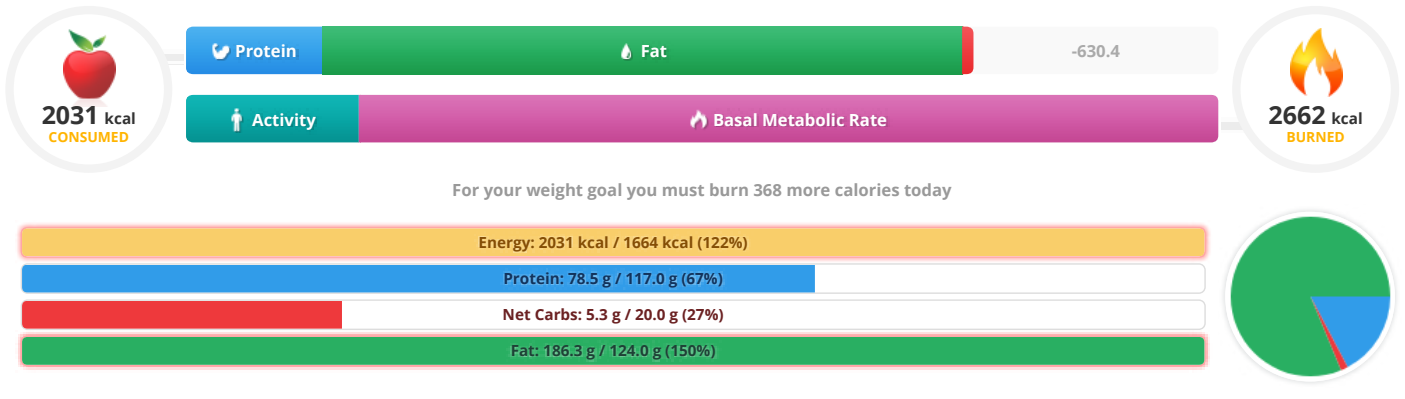 2031 kcal
CONSUMED
Protein
Fat
-630.4
Activity
Basal Metabolic Rate
2662 kcal
BURNED
For your weight goal you must burn 368 more calories today
Energy: 2031 kcal / 1664 kcal (122%)
Protein: 78.5 g / 117.0 g (67%)
Net Carbs: 5.3 g / 20.0 g (27%)
Fat: 186.3 g / 124.0 g (150%)